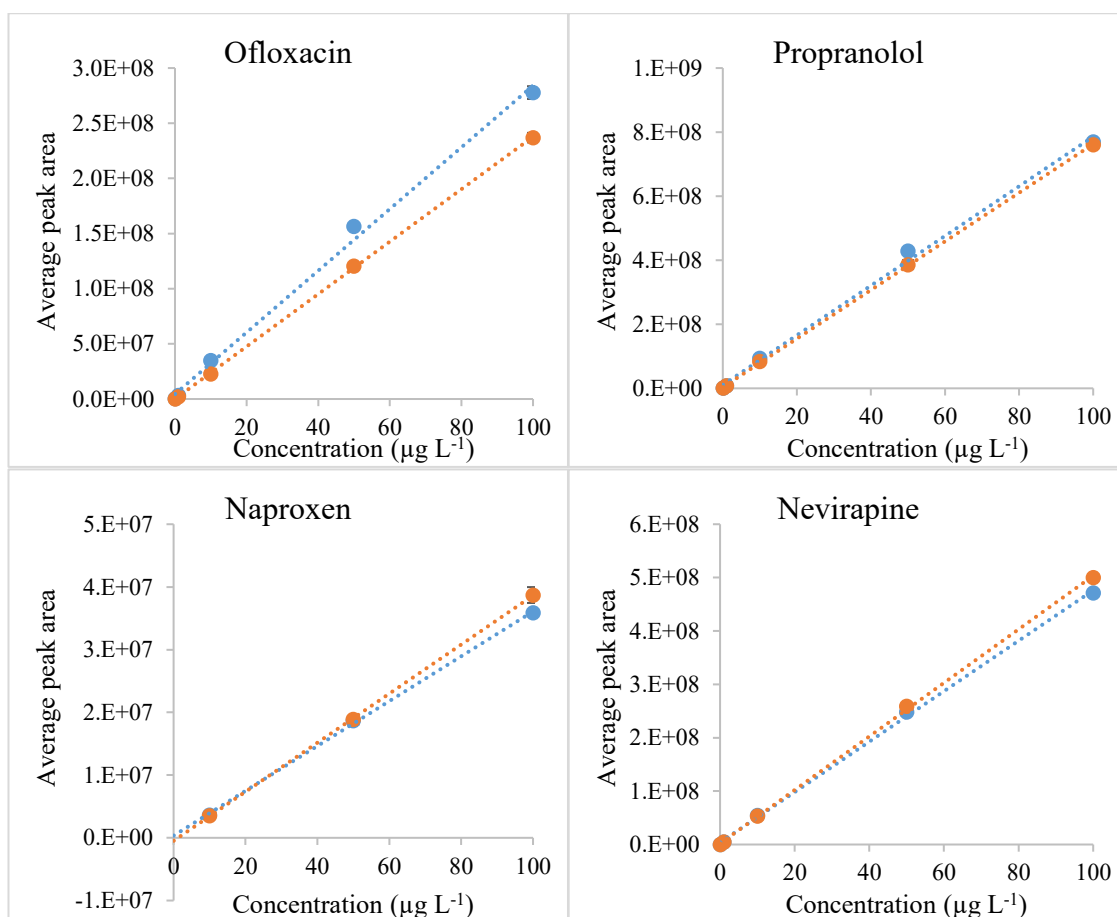 Ofloxacin
Average peak area
3.0E+08
2.5E+08
2.0E+08
1.5E+08
1.0E+08
5.0E+07
0.0E+00
0 20 40 60 80 100
Concentration (µg L⁻¹)
Propranolol
Average peak area
1.E+09
8.E+08
6.E+08
4.E+08
2.E+08
0.E+00
0 20 40 60 80 100
Concentration (µg L⁻¹)
Naproxen
Average peak area
5.E+07
4.E+07
3.E+07
2.E+07
1.E+07
0.E+00
-1.E+07
0 20 40 60 80 100
Concentration (µg L⁻¹)
Nevirapine
Average peak area
6.E+08
5.E+08
4.E+08
3.E+08
2.E+08
1.E+08
0.E+00
0 20 40 60 80 100
Concentration (µg L⁻¹)